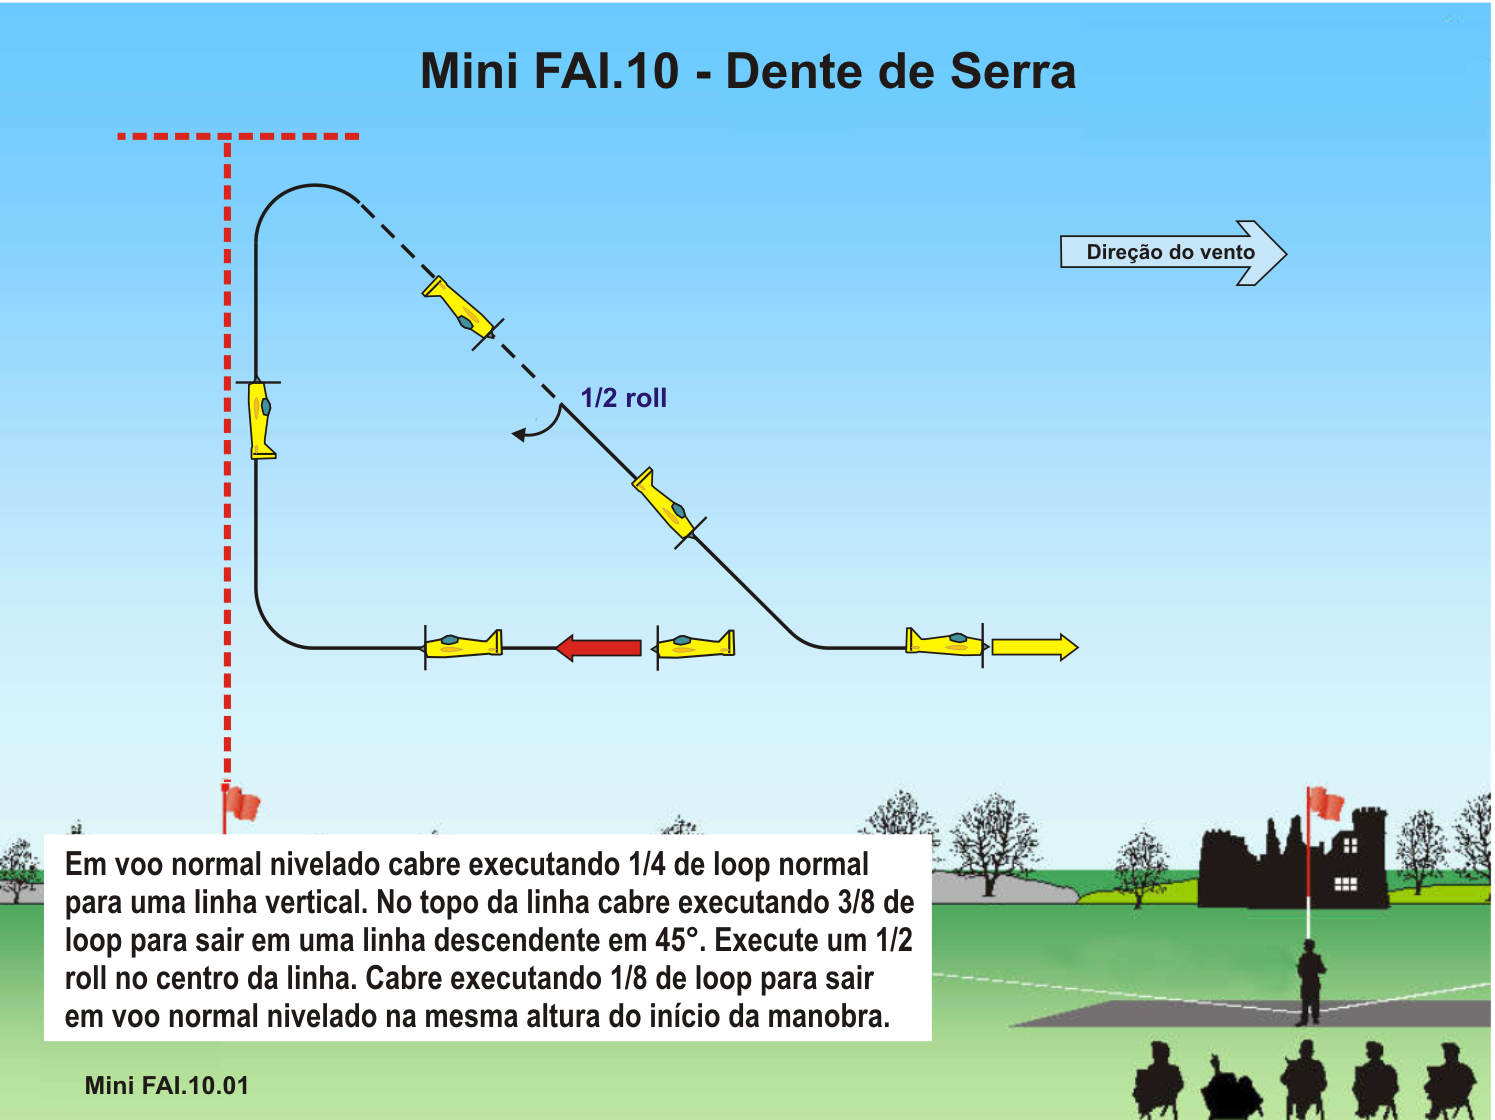 Mini FAI.10 - Dente de Serra
Direção do vento
1/2 roll
Em voo normal nivelado cabre executando 1/4 de loop normal
para uma linha vertical. No topo da linha cabre executando 3/8 de
loop para sair em uma linha descendente em 45°. Execute um 1/2
roll no centro da linha. Cabre executando 1/8 de loop para sair
em voo normal nivelado na mesma altura do início da manobra.
Mini FAI.10.01